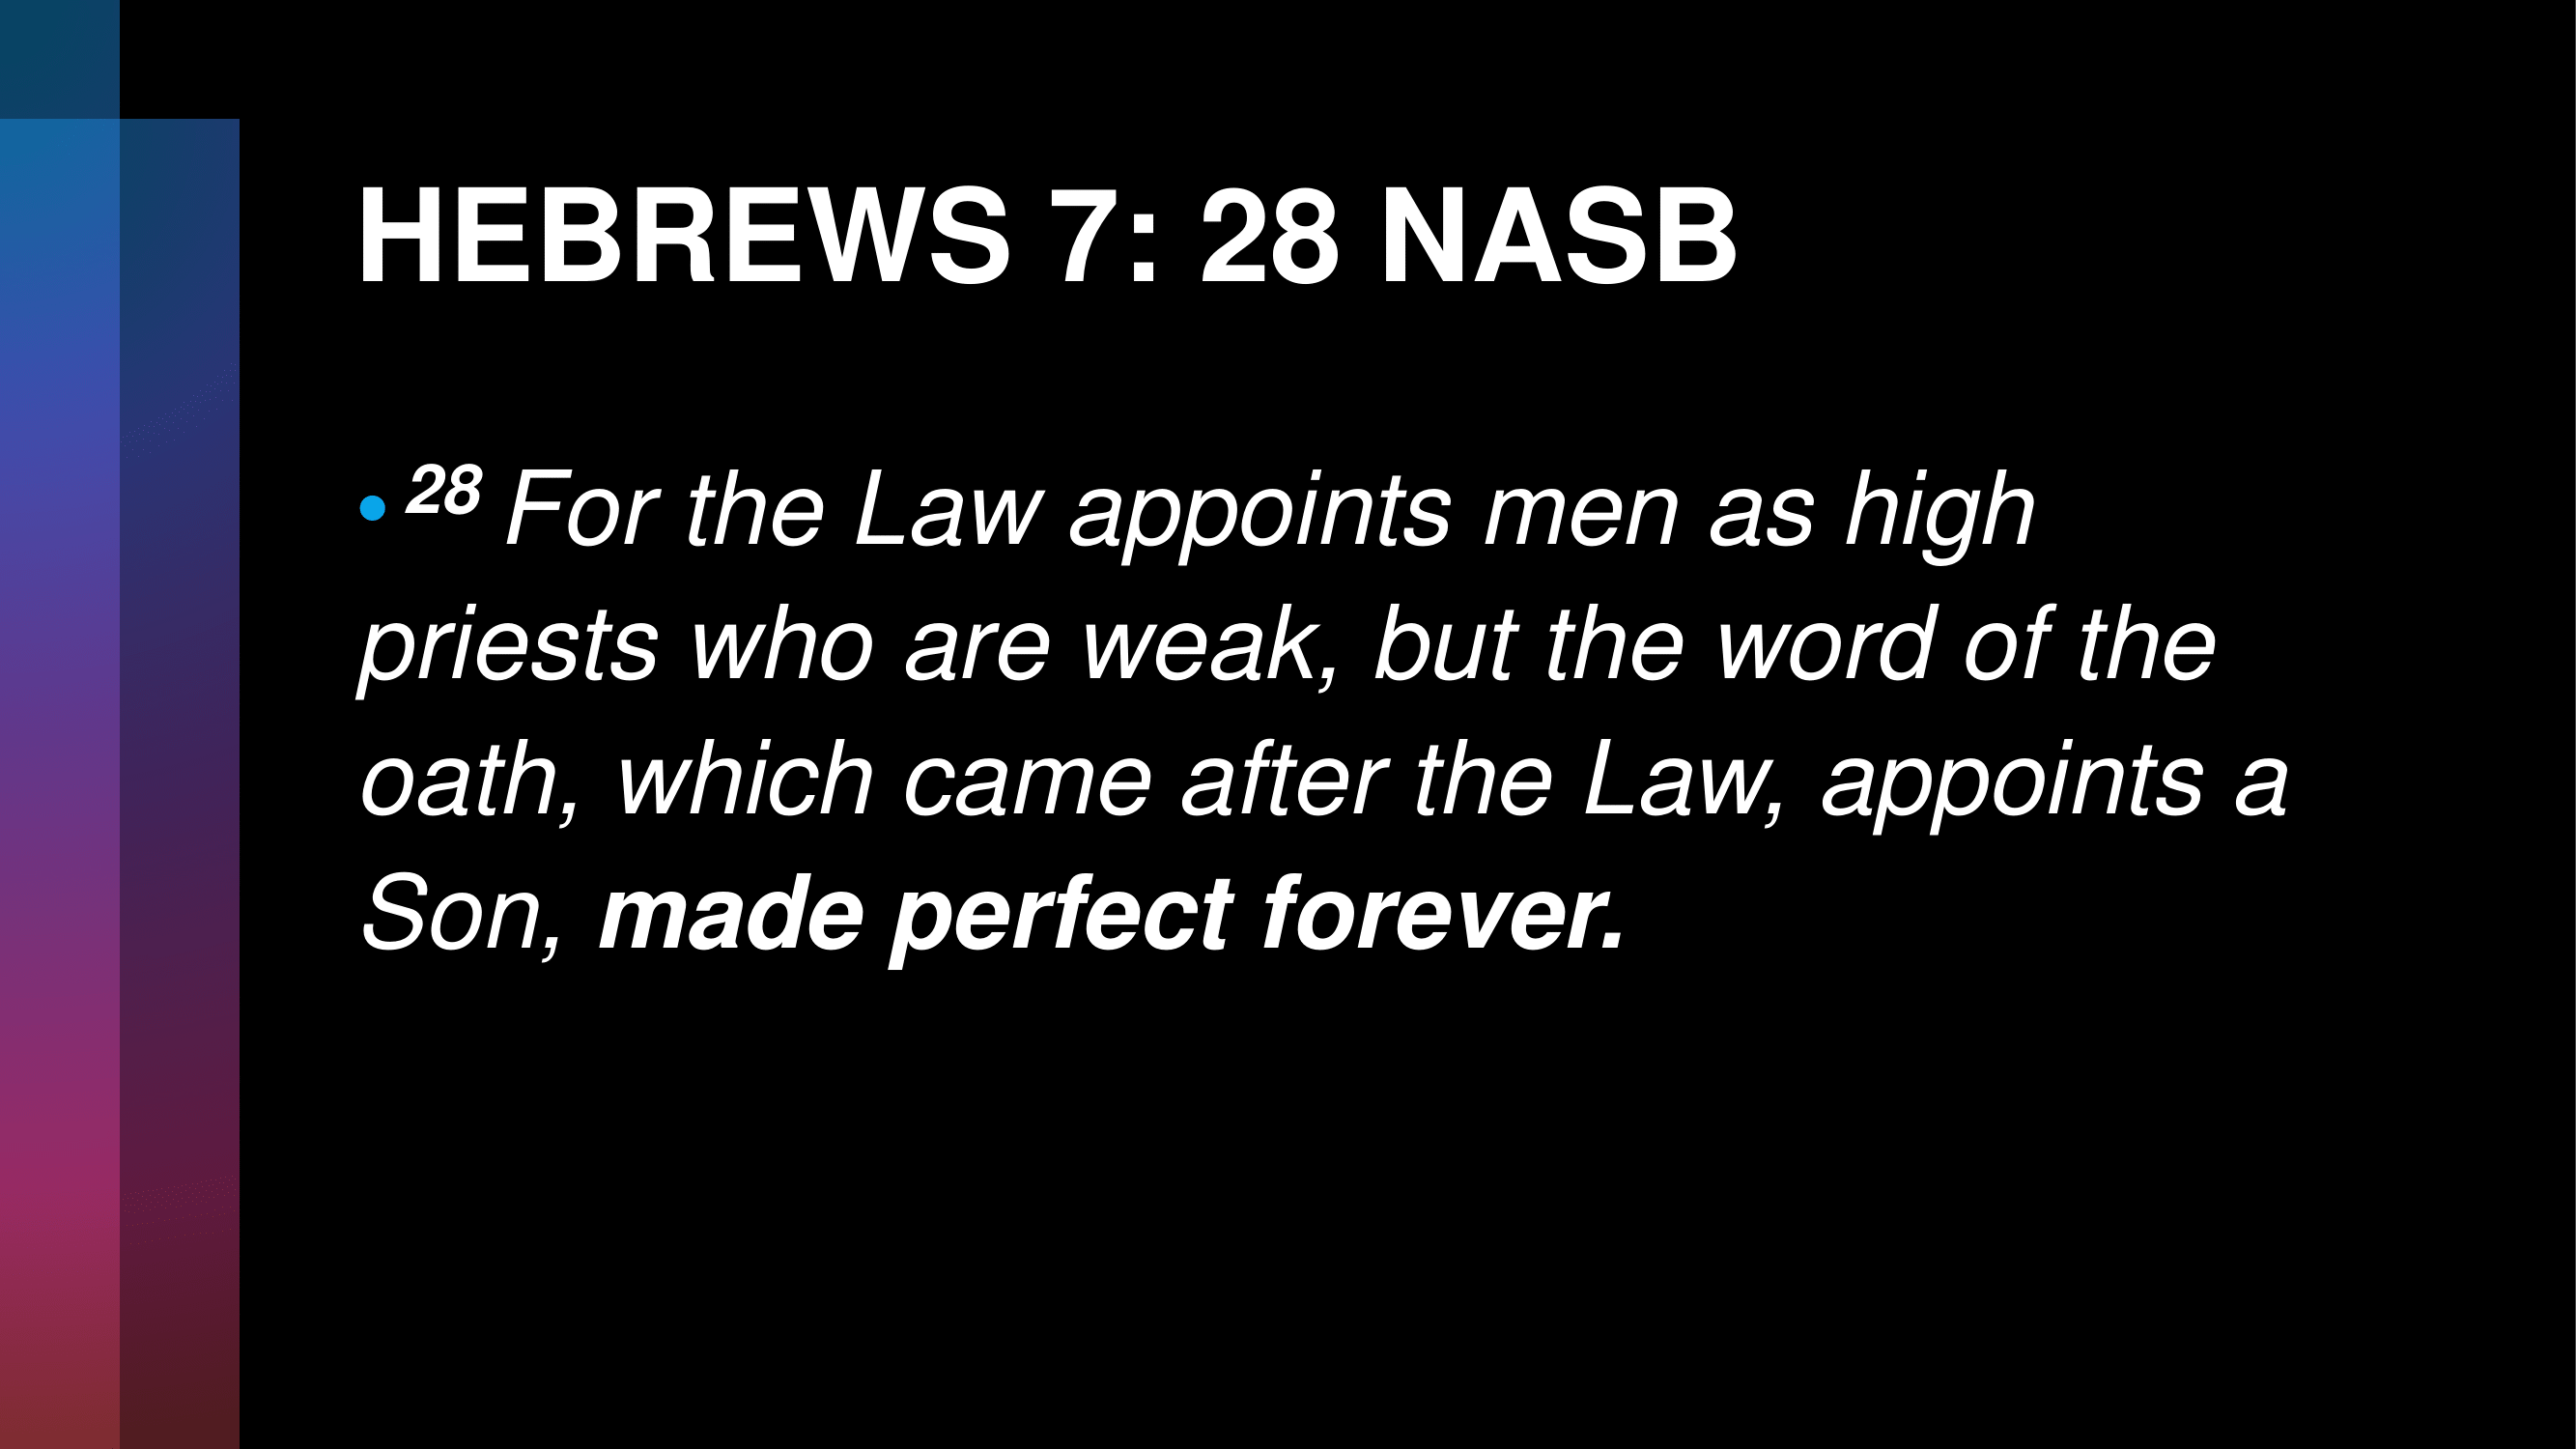 HEBREWS 7: 28 NASB
• 28 For the Law appoints men as high
priests who are weak, but the word of the
oath, which came after the Law, appoints a
Son, made perfect forever.